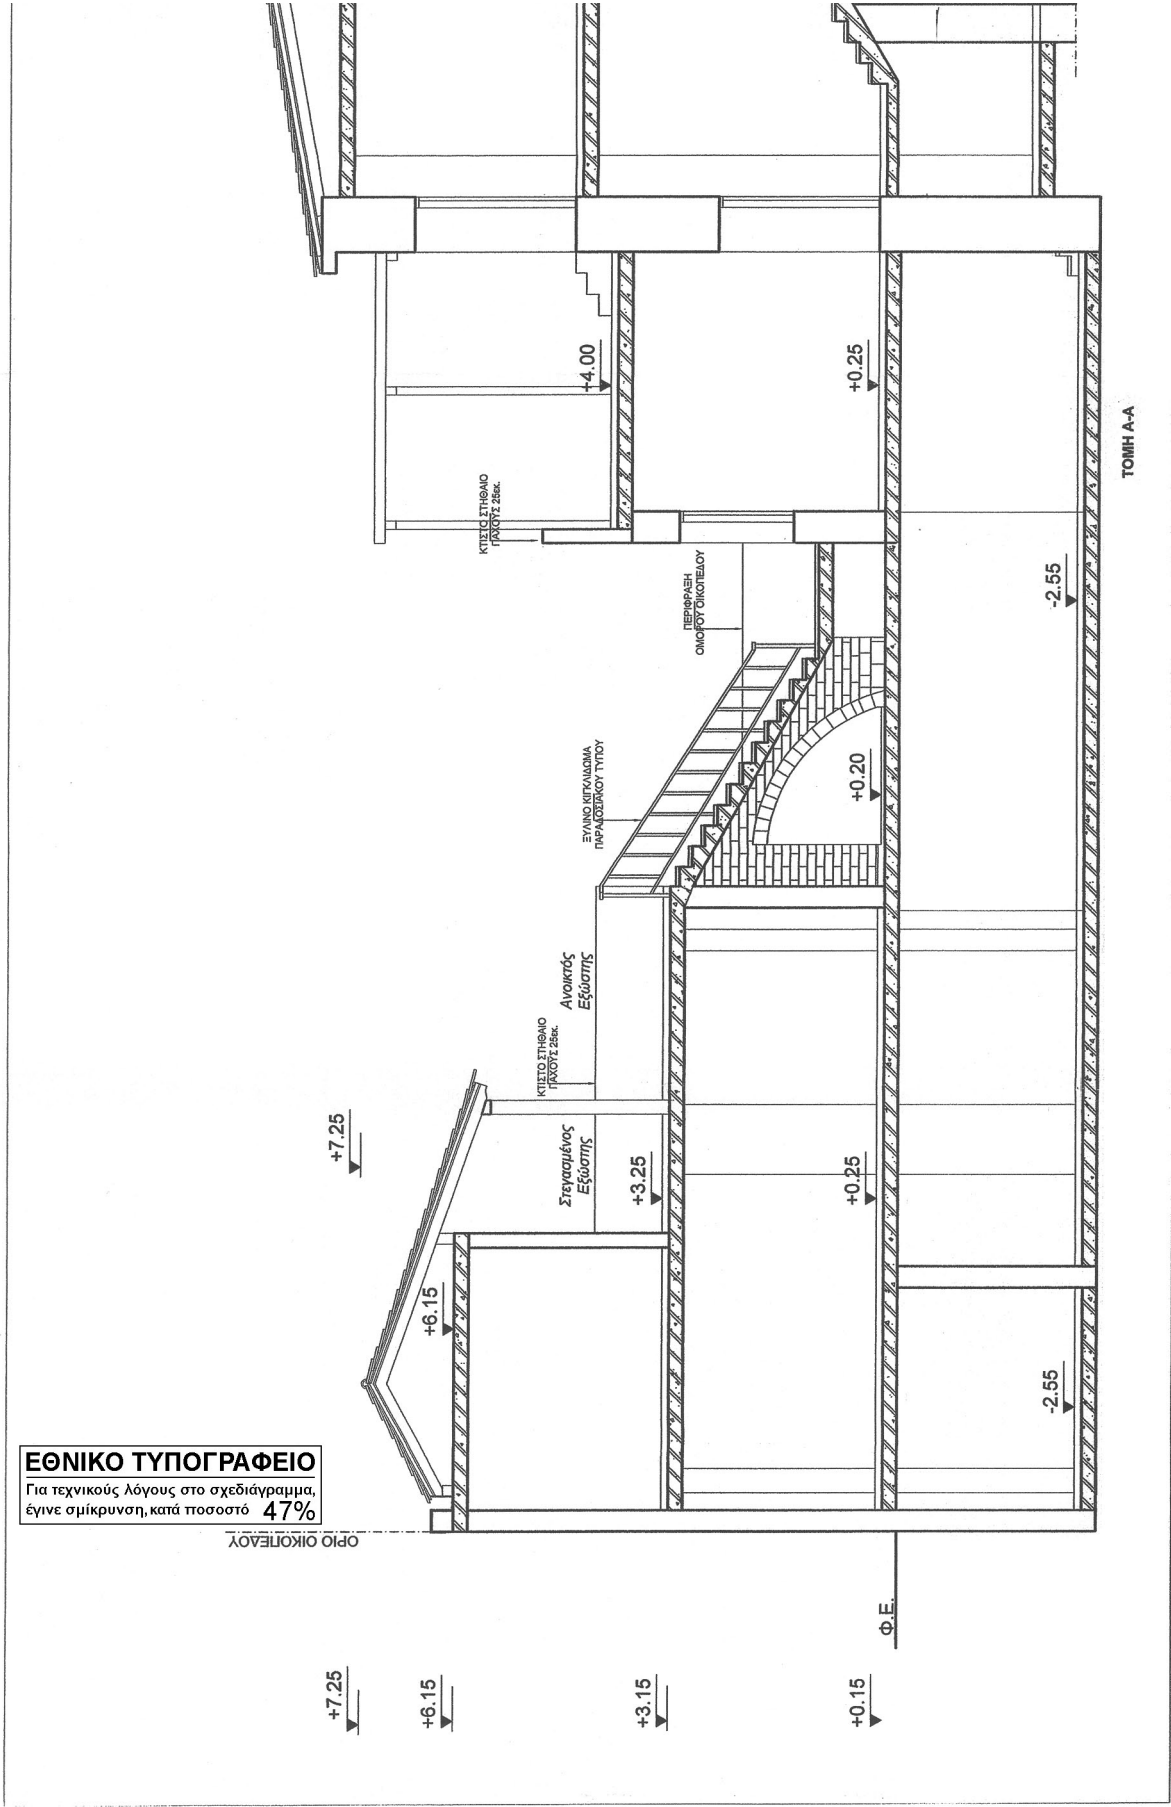 ΕΘΝΙΚΟ ΤΥΠΟΓΡΑΦΕΙΟ
Για τεχνικούς λόγους στο σχεδιάγραμμα,
έγινε σμίκρυνση, κατά ποσοστό 47%
ΟΡΙΟ ΟΙΚΟΠΕΔΟΥ
+7.25
+6.15
+3.15
+0.15
Φ.Ε.
+7.25
+6.15
+3.25
+0.25
-2.55
Στεγασμένος
Εξώστης
ΚΤΙΣΤΟ ΣΤΗΘΑΙΟ
ΠΑΧΟΥΣ 25εκ.
Ανοικτός
Εξώστης
ΞΥΛΙΝΟ ΚΙΓΚΛΙΔΩΜΑ
ΠΑΡΑΔΟΣΙΑΚΟΥ ΤΥΠΟΥ
+0.20
ΠΕΡΙΦΡΑΞΗ
ΟΜΟΡΟΥ ΟΙΚΟΠΕΔΟΥ
-2.55
ΚΤΙΣΤΟ ΣΤΗΘΑΙΟ
ΠΑΧΟΥΣ 25εκ.
+4.00
+0.25
ΤΟΜΗ Α-Α